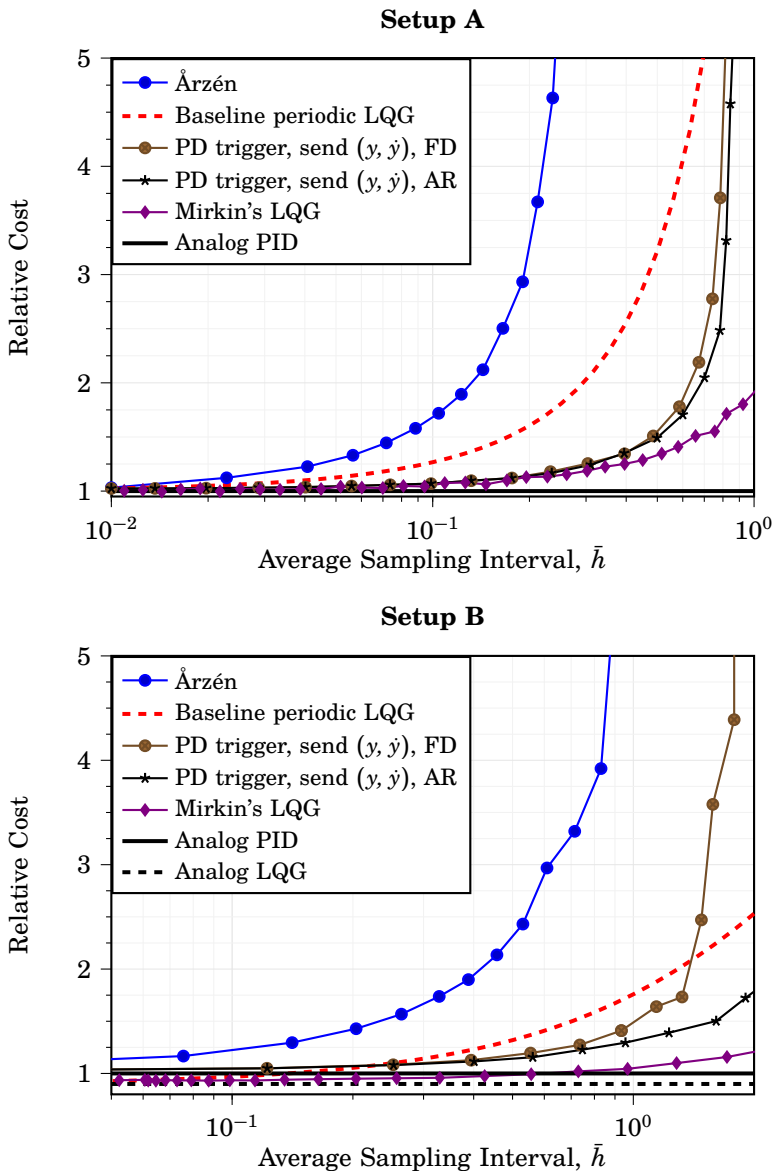 Setup A
5
4
3
2
1
Relative Cost
Årzén
Baseline periodic LQG
PD trigger, send (y, ẏ), FD
PD trigger, send (y, ẏ), AR
Mirkin's LQG
Analog PID
10⁻² 10⁻¹ 10⁰
Average Sampling Interval, h̄
Setup B
5
4
3
2
1
Relative Cost
Årzén
Baseline periodic LQG
PD trigger, send (y, ẏ), FD
PD trigger, send (y, ẏ), AR
Mirkin's LQG
Analog PID
Analog LQG
10⁻¹ 10⁰
Average Sampling Interval, h̄